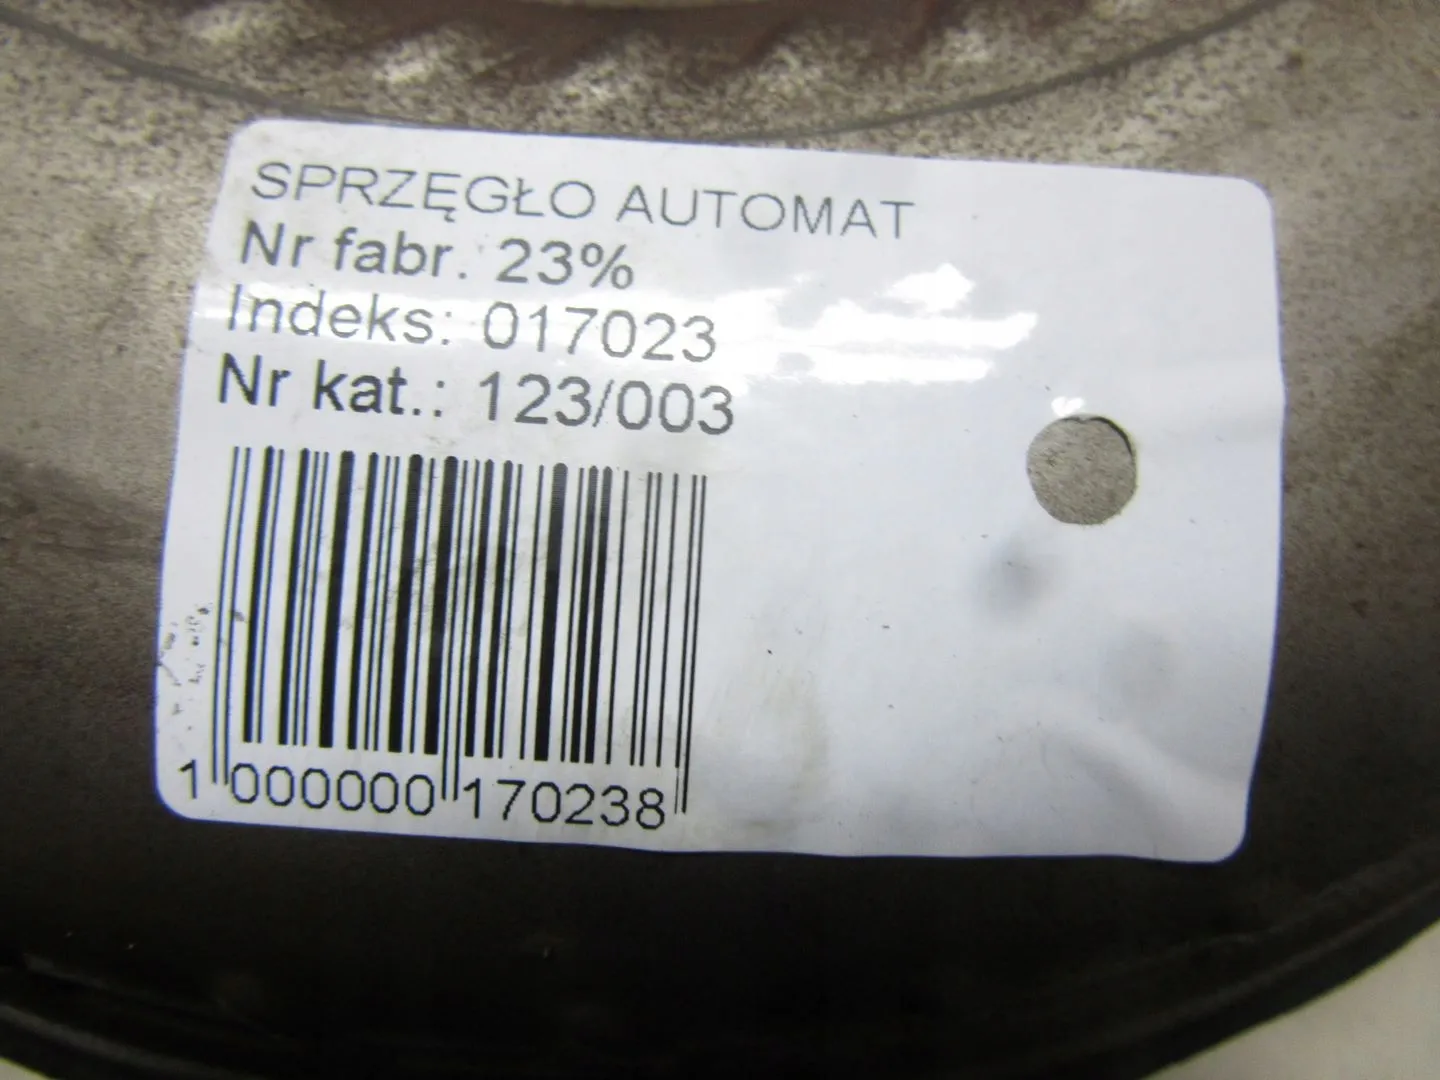 SPRZĘGŁO AUTOMAT
Nr fabr. 23%
Indeks: 017023
Nr kat.: 123/003
1 000000 170238